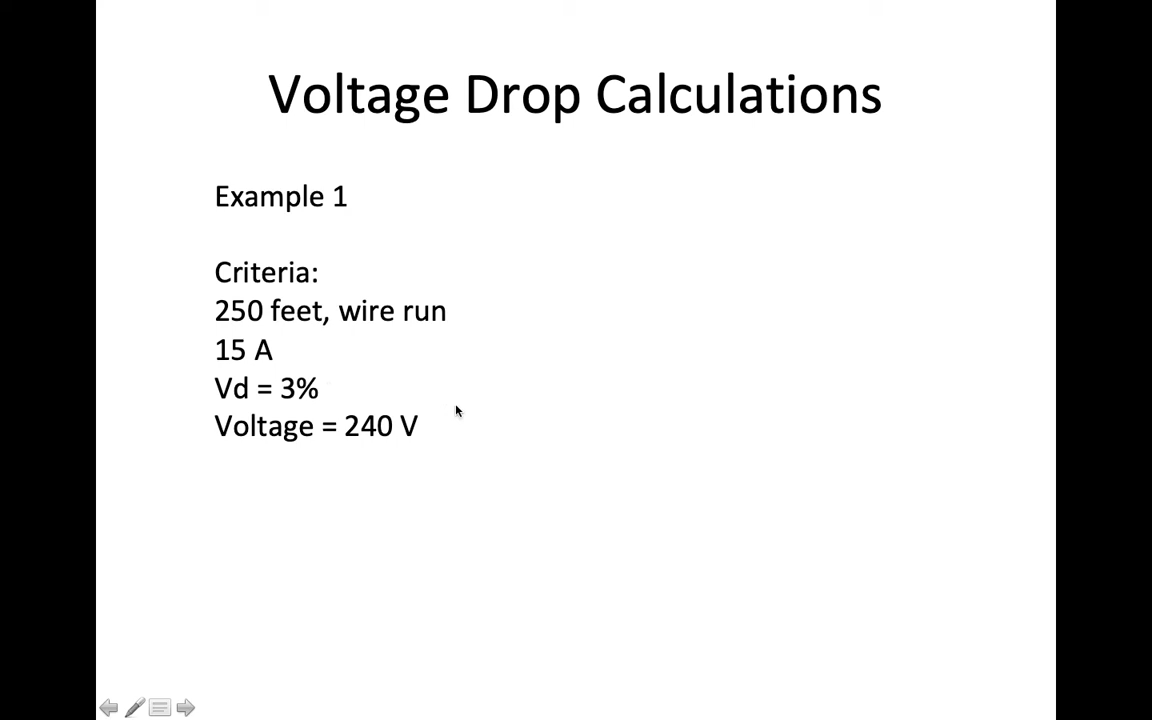 Voltage Drop Calculations
Example 1
Criteria:
250 feet, wire run
15 A
Vd = 3%
Voltage = 240 V